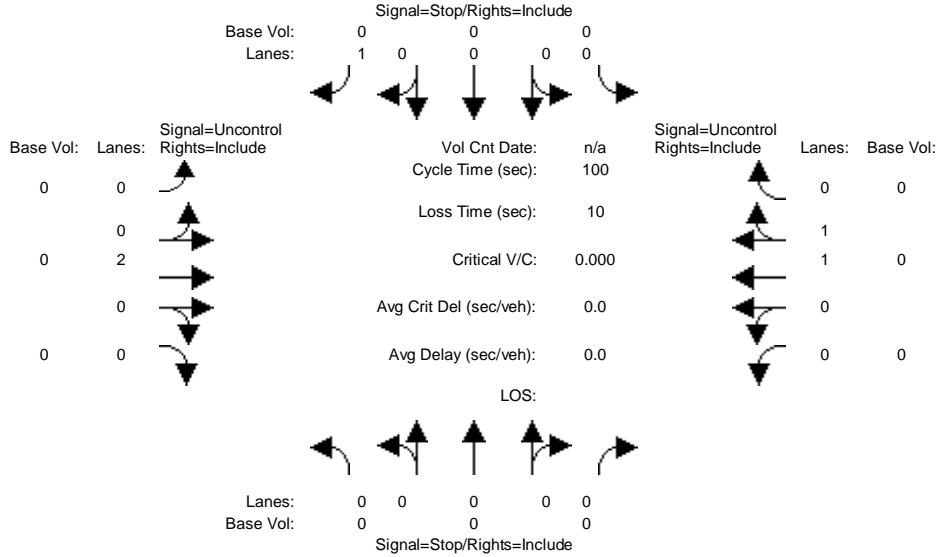 Signal=Stop/Rights=Include
Base Vol: 0 0 0
Lanes: 1 0 0 0 0
Signal=Uncontrol
Base Vol: Lanes: Rights=Include
Vol Cnt Date: n/a
Signal=Uncontrol
Rights=Include Lanes: Base Vol:
Cycle Time (sec): 100
0 0
0 0
Loss Time (sec): 10
0
1
0 2
Critical V/C: 0.000
1 0
0
Avg Crit Del (sec/veh): 0.0
0
0 0
Avg Delay (sec/veh): 0.0
0 0
LOS:
Lanes: 0 0 0 0 0
Base Vol: 0 0 0
Signal=Stop/Rights=Include